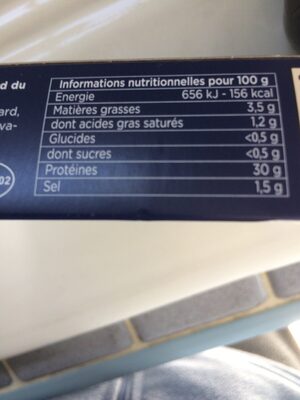 d du
Informations nutritionnelles pour 100 g
Energie 656 kJ - 156 kcal
ard,
Matières grasses 3,5 g
va-
dont acides gras saturés 1,2 g
Glucides <0,5 g
dont sucres <0,5 g
Protéines 30 g
02
Sel 1,5 g